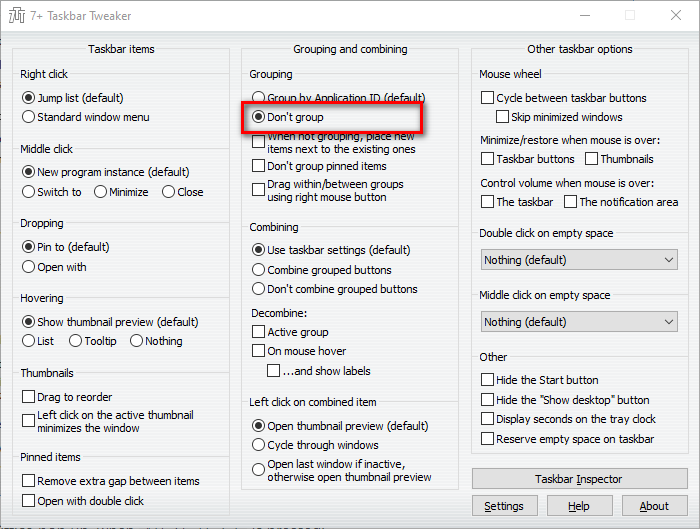 7+ Taskbar Tweaker
Taskbar items
Right click
Jump list (default)
Standard window menu
Middle click
New program instance (default)
Switch to
Minimize
Close
Dropping
Pin to (default)
Open with
Hovering
Show thumbnail preview (default)
List
Tooltip
Nothing
Thumbnails
Drag to reorder
Left click on the active thumbnail
minimizes the window
Pinned items
Remove extra gap between items
Open with double click
Grouping and combining
Grouping
Group by Application ID (default)
Don't group
When not grouping, place new
items next to the existing ones
Don't group pinned items
Drag within/between groups
using right mouse button
Combining
Use taskbar settings (default)
Combine grouped buttons
Don't combine grouped buttons
Decombine:
Active group
On mouse hover
...and show labels
Left click on combined item
Open thumbnail preview (default)
Cycle through windows
Open last window if inactive,
otherwise open thumbnail preview
Other taskbar options
Mouse wheel
Cycle between taskbar buttons
Skip minimized windows
Minimize/restore when mouse is over:
Taskbar buttons
Thumbnails
Control volume when mouse is over:
The taskbar
The notification area
Double click on empty space
Nothing (default)
Middle click on empty space
Nothing (default)
Other
Hide the Start button
Hide the "Show desktop" button
Display seconds on the tray clock
Reserve empty space on taskbar
Taskbar Inspector
Settings
Help
About